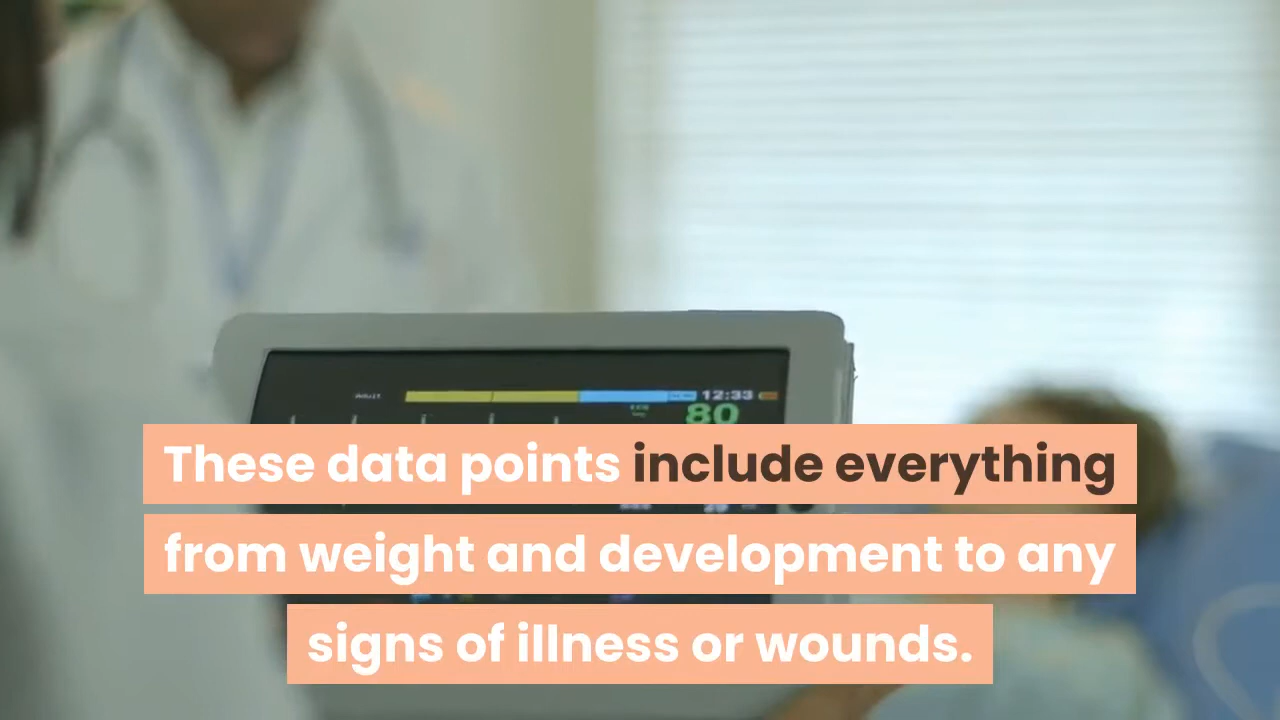 Adult
12:33
80
These data points include everything
from weight and development to any
signs of illness or wounds.